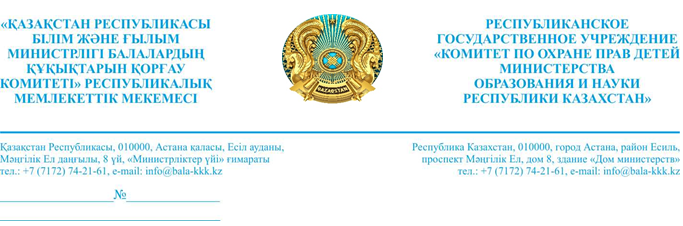 «ҚАЗАҚСТАН РЕСПУБЛИКАСЫ
БІЛІМ ЖӘНЕ ҒЫЛЫМ
МИНИСТРЛІГІ БАЛАЛАРДЫҢ
ҚҰҚЫҚТАРЫН ҚОРҒАУ
КОМИТЕТІ» РЕСПУБЛИКАЛЫҚ
МЕМЛЕКЕТТІК МЕКЕМЕСІ
QAZAQSTAN
РЕСПУБЛИКАНСКОЕ
ГОСУДАРСТВЕННОЕ УЧРЕЖДЕНИЕ
«КОМИТЕТ ПО ОХРАНЕ ПРАВ ДЕТЕЙ
МИНИСТЕРСТВА
ОБРАЗОВАНИЯ И НАУКИ
РЕСПУБЛИКИ КАЗАХСТАН»
Қазақстан Республикасы, 010000, Астана қаласы, Есіл ауданы,
Мәңгілік Ел даңғылы, 8 үй, «Министрліктер үйі» ғимараты
тел.: +7 (7172) 74-21-61, e-mail: info@bala-kkk.kz
Республика Казахстан, 010000, город Астана, район Есиль,
проспект Мәңгілік Ел, дом 8, здание «Дом министерств»
тел.: +7 (7172) 74-21-61, e-mail: info@bala-kkk.kz
№